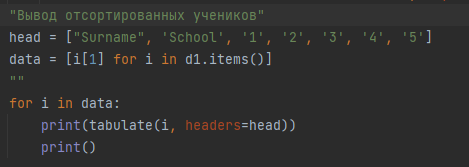 "Вывод отсортированных учеников"
head = ["Surname", 'School', '1', '2', '3', '4', '5']
data = [i[1] for i in d1.items()]
""
for i in data:
    print(tabulate(i, headers=head))
    print()